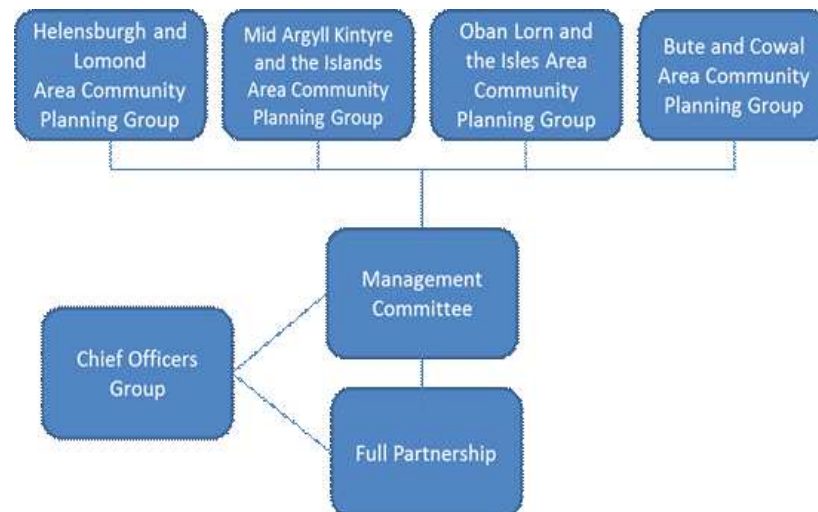 Helensburgh and
Lomond
Area Community
Planning Group
Mid Argyll Kintyre
and the Islands
Area Community
Planning Group
Oban Lorn and
the Isles Area
Community
Planning Group
Bute and Cowal
Area Community
Planning Group
Management
Committee
Chief Officers
Group
Full Partnership